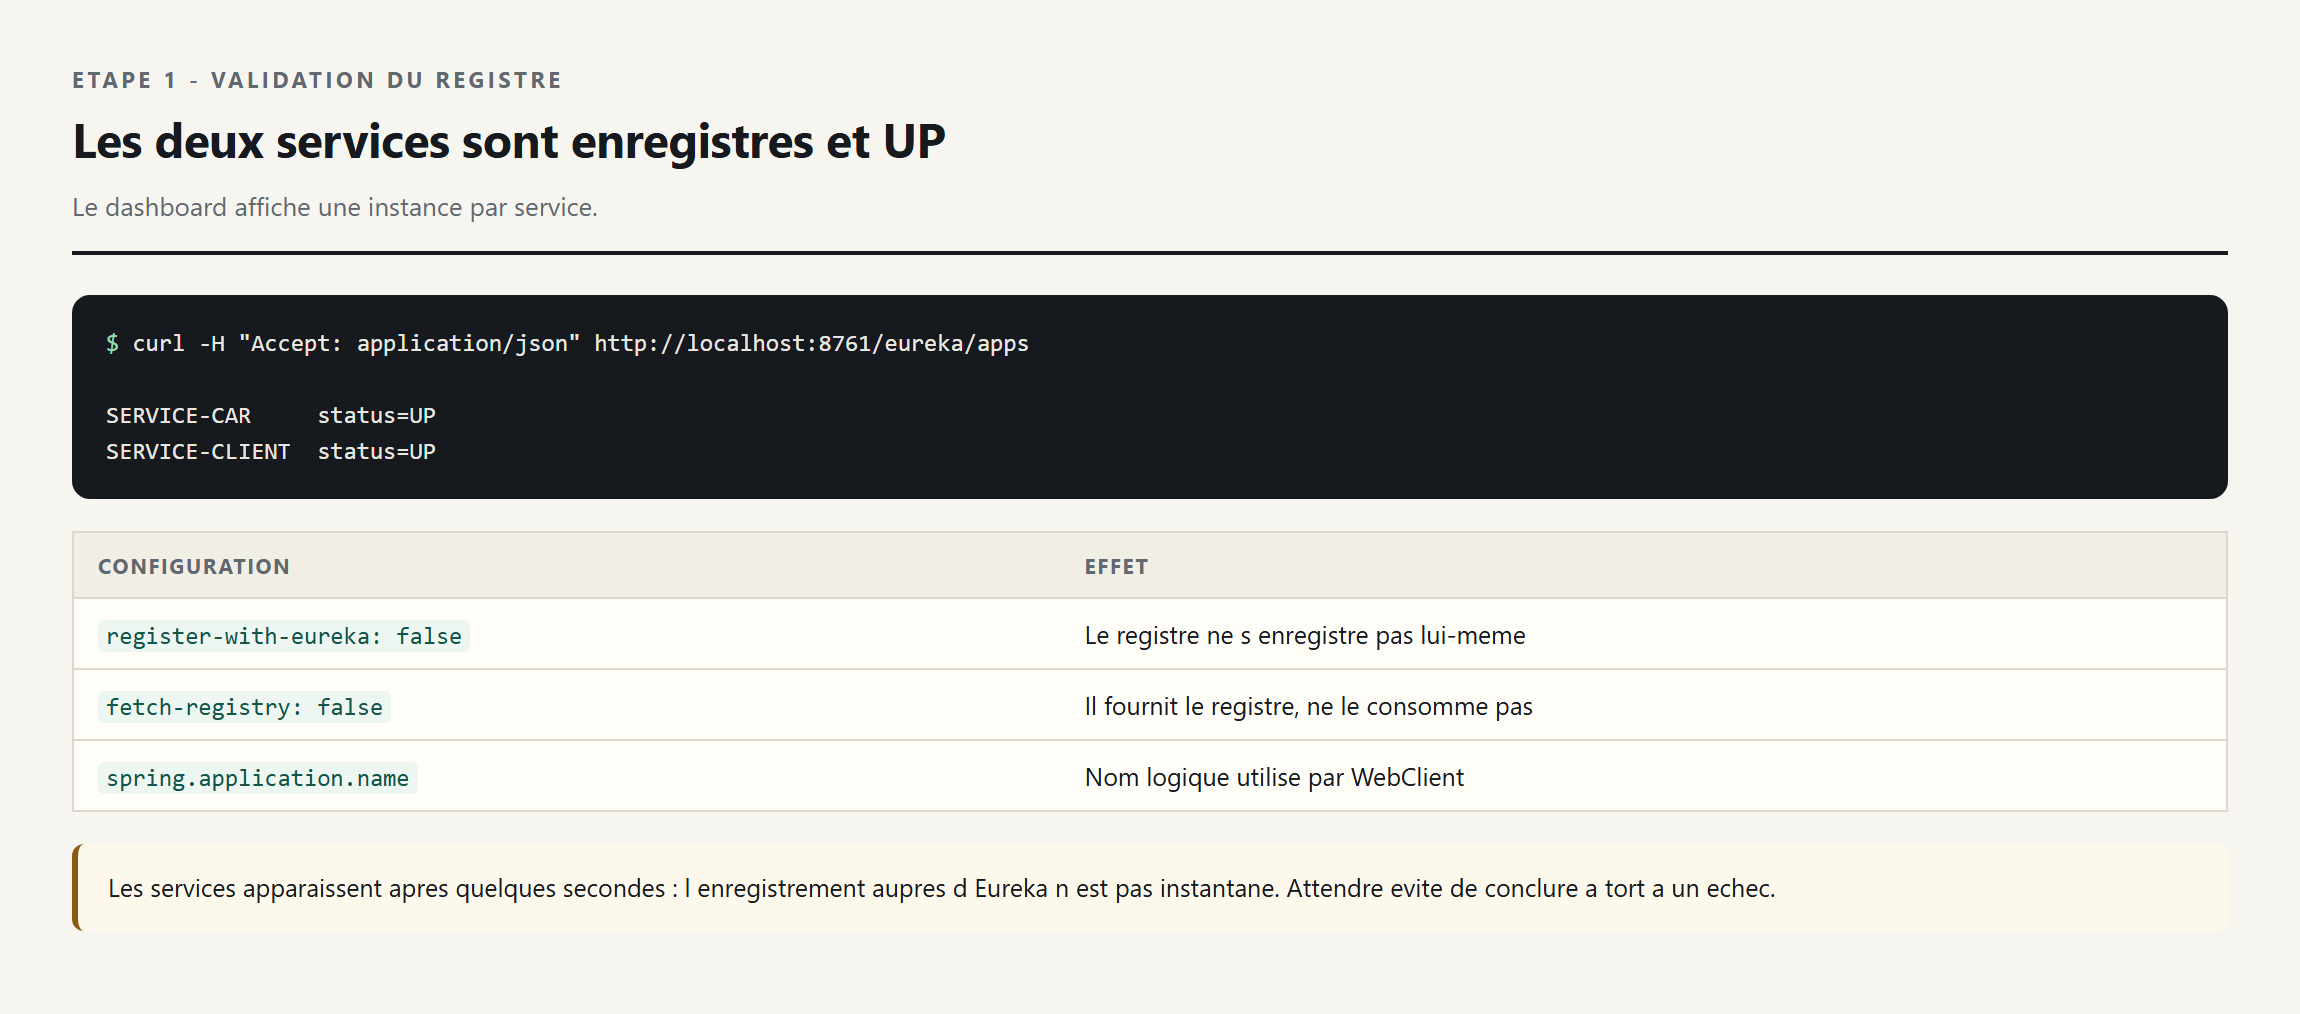 ETAPE 1 - VALIDATION DU REGISTRE
Les deux services sont enregistres et UP
Le dashboard affiche une instance par service.
$ curl -H "Accept: application/json" http://localhost:8761/eureka/apps
SERVICE-CAR     status=UP
SERVICE-CLIENT  status=UP
CONFIGURATION EFFET
register-with-eureka: false Le registre ne s enregistre pas lui-meme
fetch-registry: false Il fournit le registre, ne le consomme pas
spring.application.name Nom logique utilise par WebClient
Les services apparaissent apres quelques secondes : l enregistrement aupres d Eureka n est pas instantane. Attendre evite de conclure a tort a un echec.